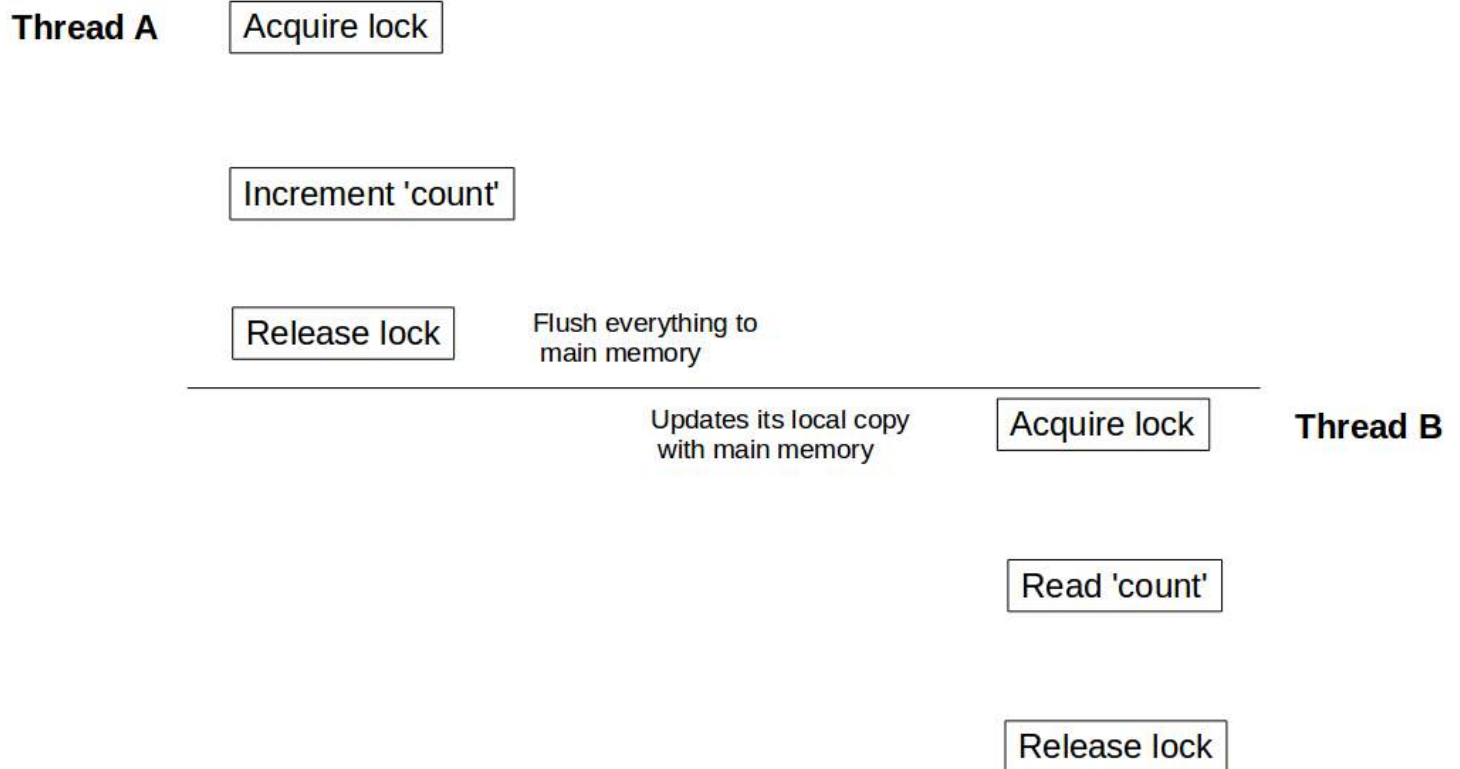 Thread A
Acquire lock
Increment 'count'
Release lock
Flush everything to
main memory
Updates its local copy
with main memory
Acquire lock
Thread B
Read 'count'
Release lock